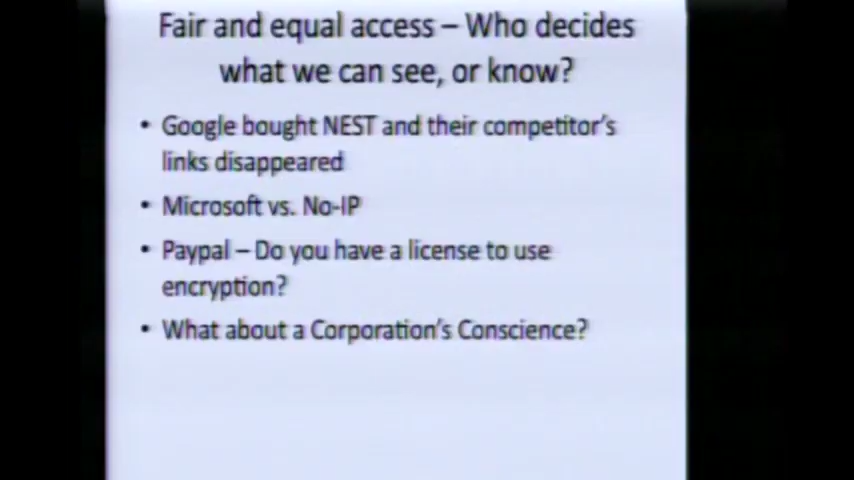 Fair and equal access – Who decides
what we can see, or know?
• Google bought NEST and their competitor's
links disappeared
• Microsoft vs. No-IP
• Paypal – Do you have a license to use
encryption?
• What about a Corporation's Conscience?